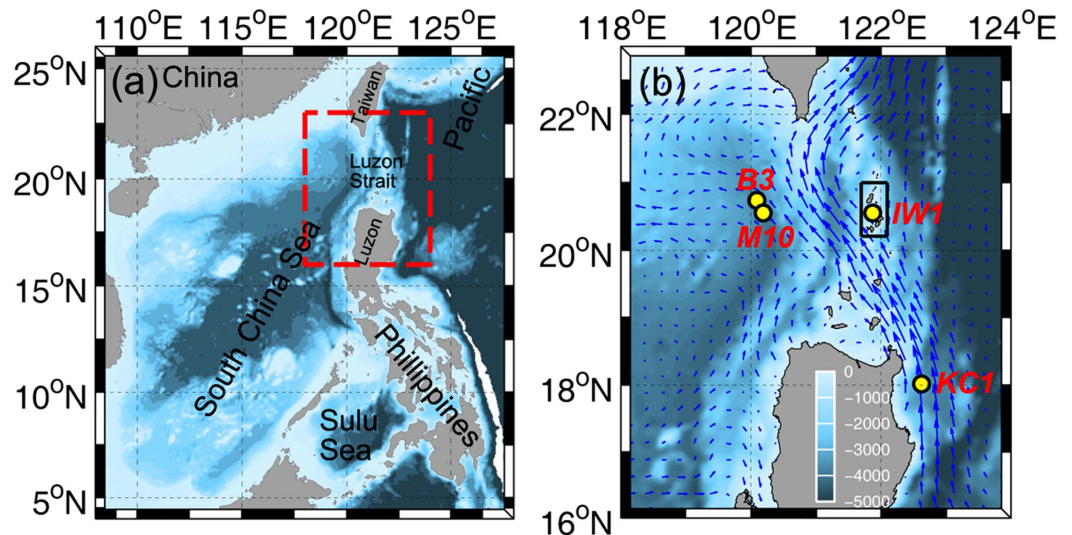 110°E 120°E 125°E
25°N
20°N
15°N
10°N
5°N
(a) China
Taiwan
Pacific
Luzon
Strait
Luzon
South China Sea
Phillippines
Sulu
Sea
118°E 120°E 122°E 124°E
22°N
20°N
18°N
16°N
(b)
B3
M10
IW1
KC1
0
−1000
−2000
−3000
−4000
−5000